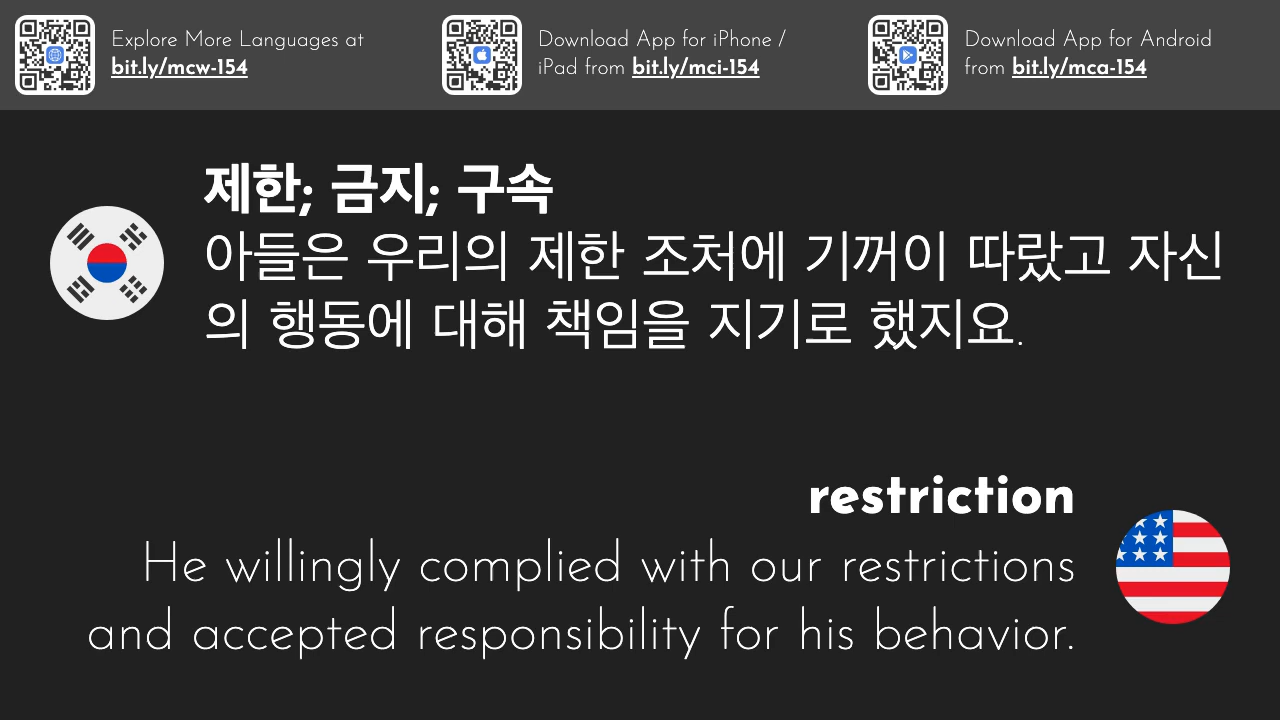 Explore More Languages at
bit.ly/mcw-154
Download App for iPhone /
iPad from bit.ly/mci-154
Download App for Android
from bit.ly/mca-154
제한; 금지; 구속
아들은 우리의 제한 조처에 기꺼이 따랐고 자신
의 행동에 대해 책임을 지기로 했지요.
restriction
He willingly complied with our restrictions
and accepted responsibility for his behavior.